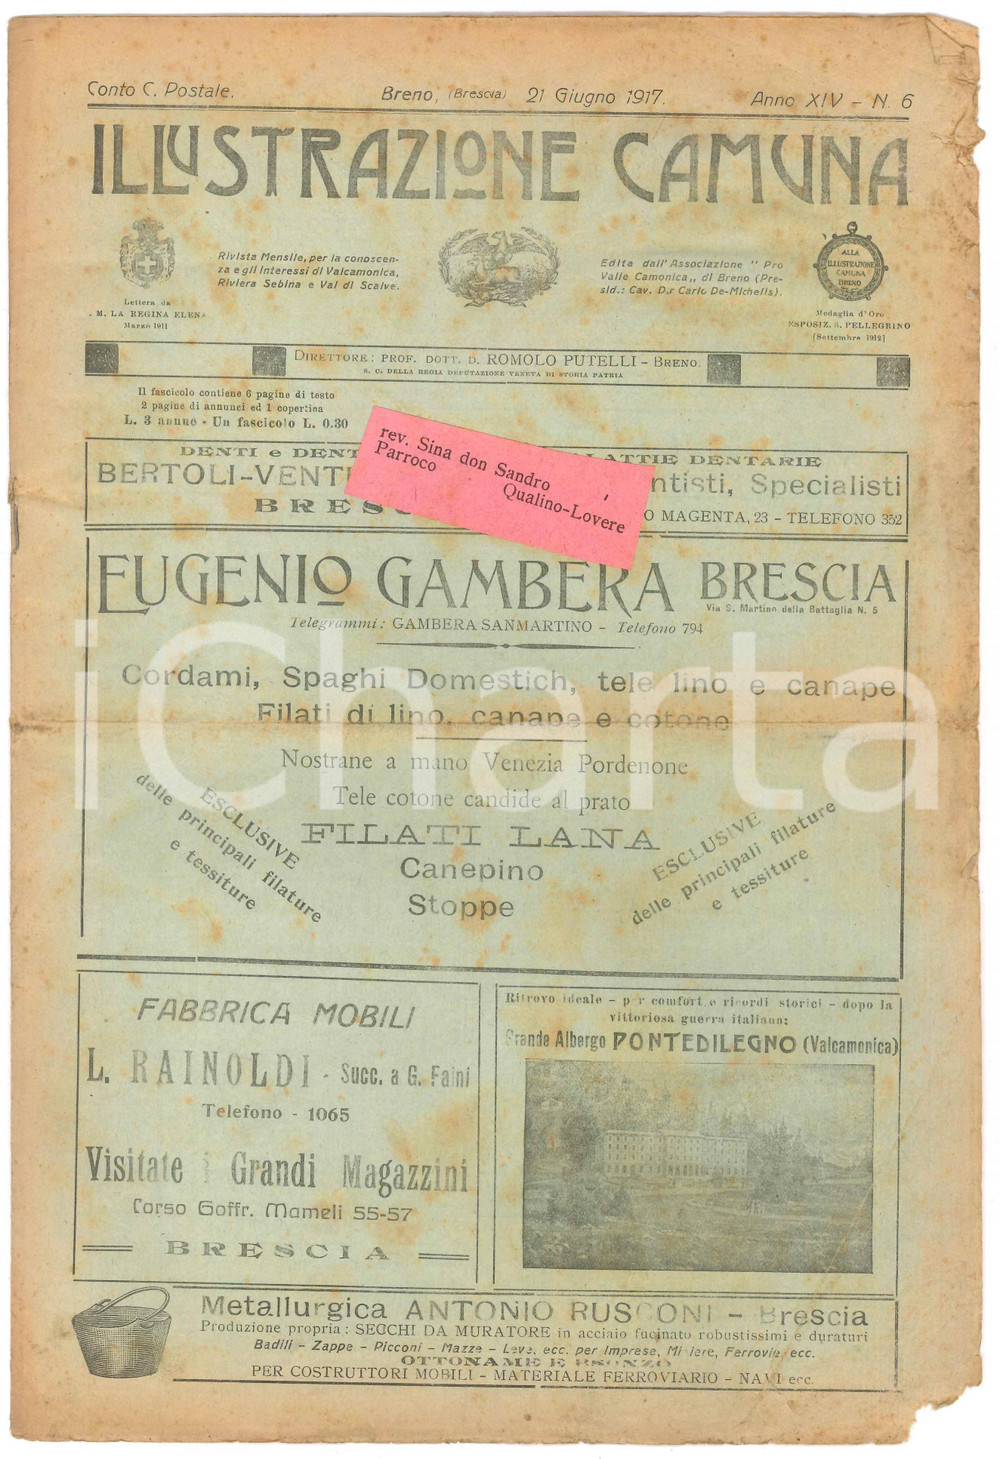 Conto C. Postale.
Breno, (Brescia) 21 Giugno 1917.
Anno XIV - N. 6
ILLUSTRAZIONE CAMUNA
Rivista Mensile, per la conoscen-
za e gli interessi di Valcamonica,
Riviera Sebina e Val di Scalve.
Edita dall'Associazione " Pro
Valle Camonica,, di Breno (Pre-
sid.: Cav. D.r Carlo De-Michelis).
ALLA
ILLUSTRAZIONE
CAMUNA
BRENO
Lettera da
. M. LA REGINA ELENA
Marzo 1911
Medaglia d'Oro
ESPOSIZ. S. PELLEGRINO
[Settembre 1912]
DIRETTORE: PROF. DOTT. D. ROMOLO PUTELLI - BRENO.
S. C. DELLA REGIA DEPUTAZIONE VENETA DI STORIA PATRIA
Il fascicolo contiene 6 pagine di testo
2 pagine di annunci ed 1 copertina
L. 3 annue - Un fascicolo L. 0.30
rev. Sina don Sandro
Parroco
Qualino-Lovere
DENTI e DENT
LATTIE DENTARIE
BERTOLI-VENT
ntisti, Specialisti
BRESC
O MAGENTA, 23 - TELEFONO 352
EUGENIO GAMBERA BRESCIA
Via S. Martino della Battaglia N. 5
Telegrammi: GAMBERA SANMARTINO - Telefono 794
Cordami, Spaghi Domestich, tele lino e canape
Filati di lino, canape e cotone
Nostrane a mano Venezia Pordenone
Tele cotone candide al prato
FILATI LANA
Canepino
Stoppe
ESCLUSIVE
delle principali filature
e tessiture
ESCLUSIVE
delle principali filature
e tessiture
iCharta
FABBRICA MOBILI
L. RAINOLDI - Succ. a G. Faini
Telefono - 1065
Visitate i Grandi Magazzini
Corso Goffr. Mameli 55-57
BRESCIA
Ritrovo ideale - per comfort e ricordi storici - dopo la
vittoriosa guerra italiana:
Grande Albergo PONTEDILEGNO (Valcamonica)
Metallurgica ANTONIO RUSCONI - Brescia
Produzione propria: SECCHI DA MURATORE in acciaio fucinato robustissimi e duraturi
Badili - Zappe - Picconi - Mazze - Leve, ecc. per Imprese, Miniere, Ferrovie, ecc.
OTTONAME E BRONZO
PER COSTRUTTORI MOBILI - MATERIALE FERROVIARIO - NAVI ecc.